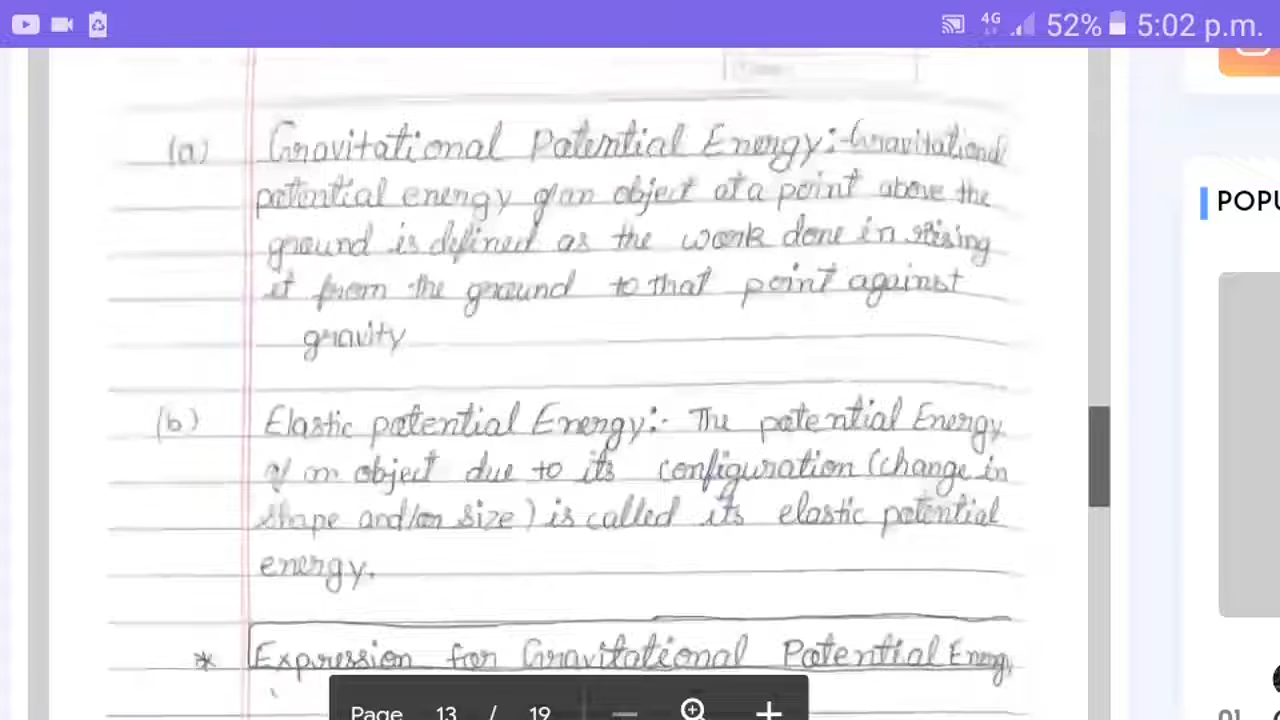 4G 52% 5:02 p.m.
(a) Gravitational Potential Energy:- Gravitational
potential energy of an object at a point above the
ground is defined as the work done in rising
it from the ground to that point against
gravity
(b) Elastic potential Energy:- The potential Energy
of an object due to its configuration (change in
shape and/or size) is called its elastic potential
energy.
* Expression for Gravitational Potential Energy
Page 13 / 19
POPU
01